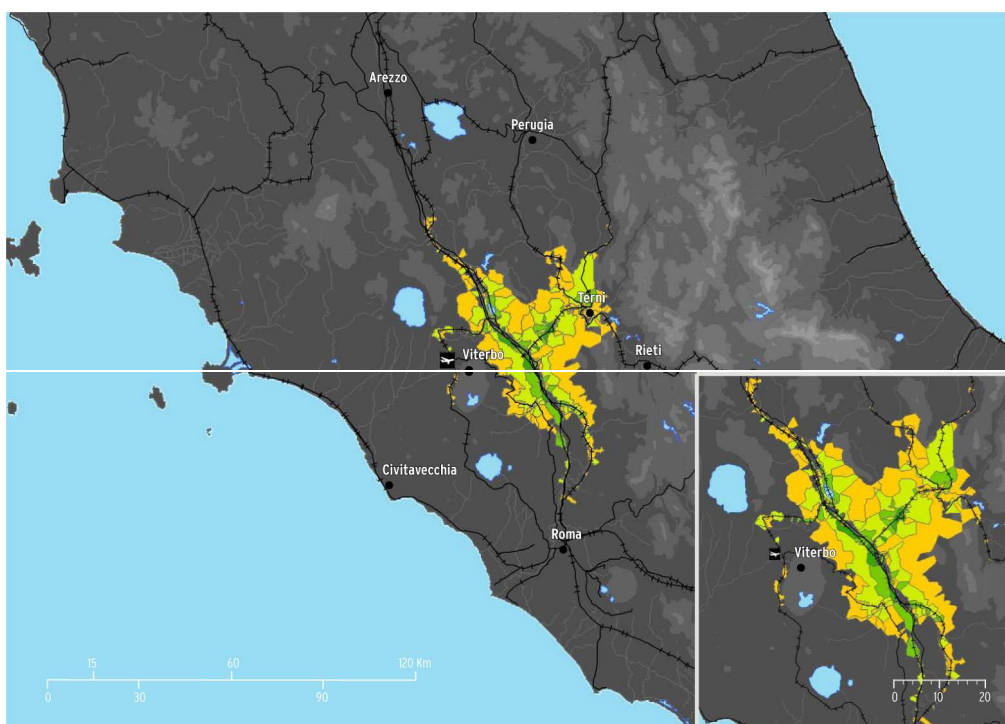 Arezzo
Perugia
Terni
Viterbo
Rieti
Civitavecchia
Roma
15 60 120 Km
0 30 90
Viterbo
0 10 20